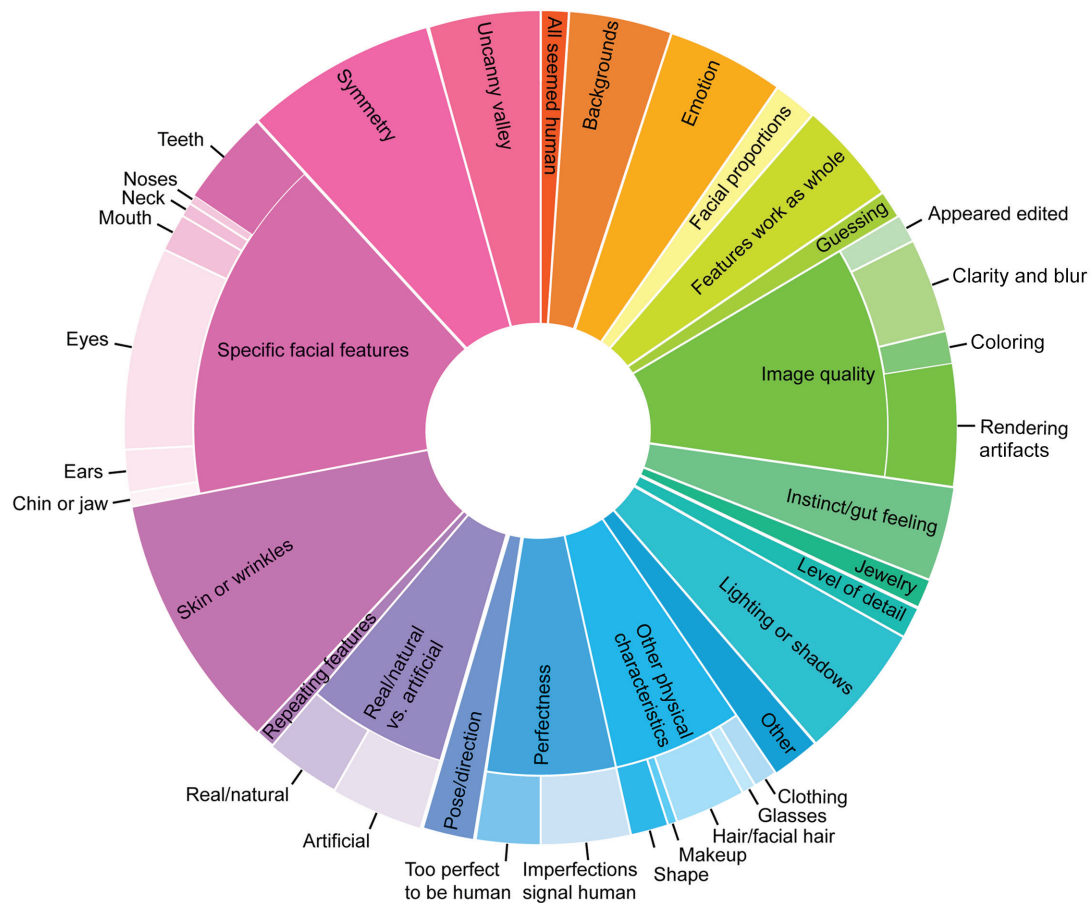 All seemed human
Backgrounds
Emotion
Facial proportions
Features work as whole
Guessing
Image quality
Appeared edited
Clarity and blur
Coloring
Rendering
artifacts
Instinct/gut feeling
Jewelry
Level of detail
Lighting or shadows
Other
Other physical
characteristics
Clothing
Glasses
Hair/facial hair
Makeup
Shape
Perfectness
Imperfections
signal human
Too perfect
to be human
Pose/direction
Real/natural
vs. artificial
Artificial
Real/natural
Repeating features
Skin or wrinkles
Specific facial features
Chin or jaw
Ears
Eyes
Mouth
Neck
Noses
Teeth
Symmetry
Uncanny valley